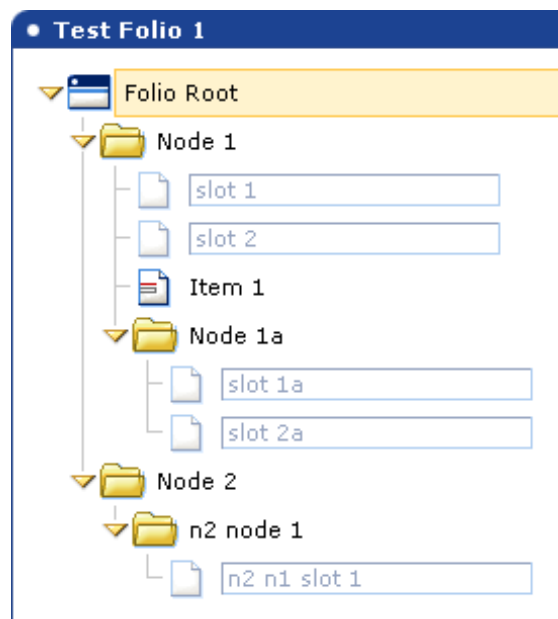 Test Folio 1
Folio Root
Node 1
slot 1
slot 2
Item 1
Node 1a
slot 1a
slot 2a
Node 2
n2 node 1
n2 n1 slot 1